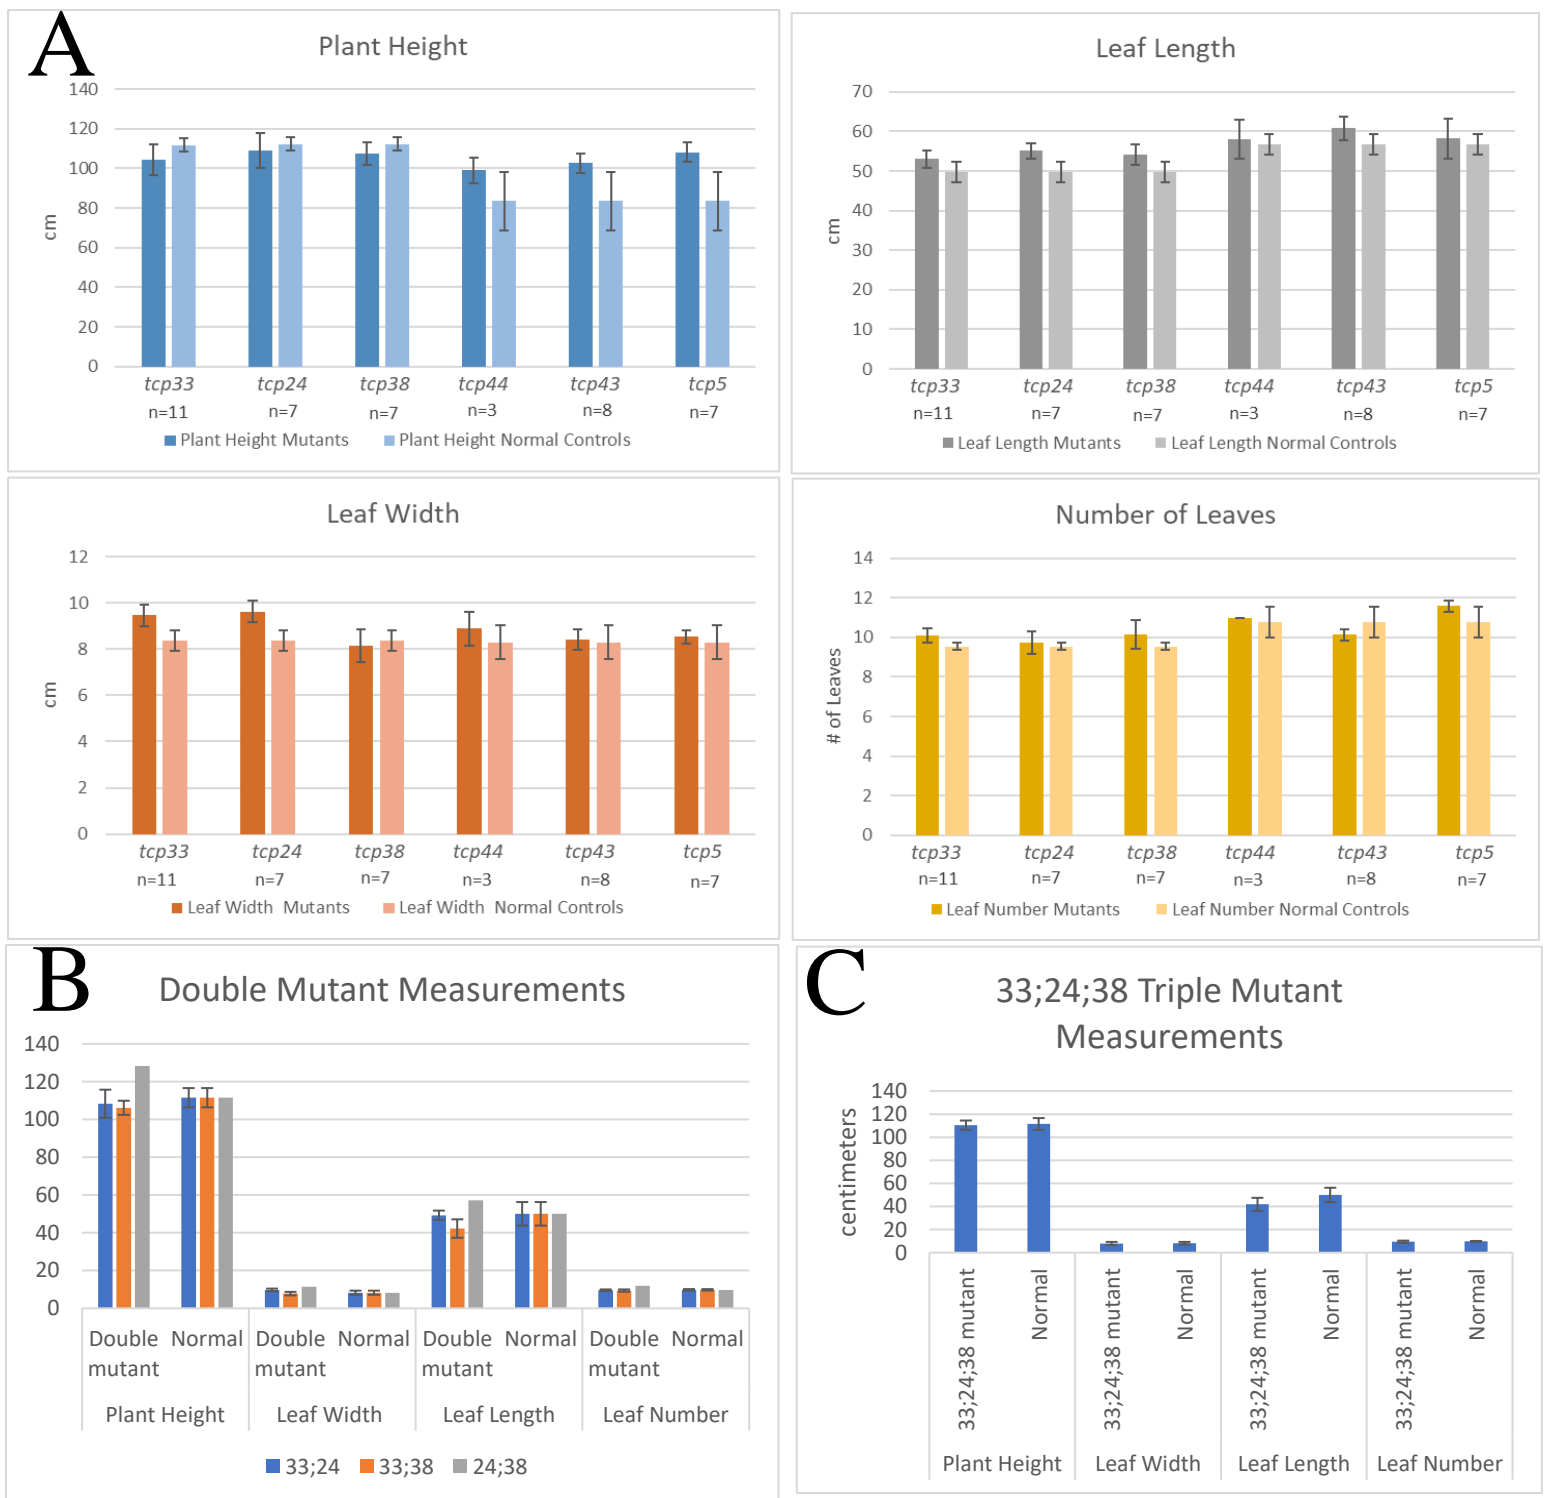 A
Plant Height
140
120
100
80
60
40
20
0
cm
tcp33 tcp24 tcp38 tcp44 tcp43 tcp5
n=11 n=7 n=7 n=3 n=8 n=7
Plant Height Mutants Plant Height Normal Controls
Leaf Length
70
60
50
40
30
20
10
0
cm
tcp33 tcp24 tcp38 tcp44 tcp43 tcp5
n=11 n=7 n=7 n=3 n=8 n=7
Leaf Length Mutants Leaf Length Normal Controls
Leaf Width
12
10
8
6
4
2
0
cm
tcp33 tcp24 tcp38 tcp44 tcp43 tcp5
n=11 n=7 n=7 n=3 n=8 n=7
Leaf Width Mutants Leaf Width Normal Controls
Number of Leaves
14
12
10
8
6
4
2
0
# of Leaves
tcp33 tcp24 tcp38 tcp44 tcp43 tcp5
n=11 n=7 n=7 n=3 n=8 n=7
Leaf Number Mutants Leaf Number Normal Controls
B
Double Mutant Measurements
140
120
100
80
60
40
20
0
Double Normal Double Normal Double Normal Double Normal
mutant mutant mutant mutant
Plant Height Leaf Width Leaf Length Leaf Number
33;24 33;38 24;38
C
33;24;38 Triple Mutant
Measurements
140
120
100
80
60
40
20
0
centimeters
33;24;38 mutant
Normal
33;24;38 mutant
Normal
33;24;38 mutant
Normal
33;24;38 mutant
Normal
Plant Height Leaf Width Leaf Length Leaf Number